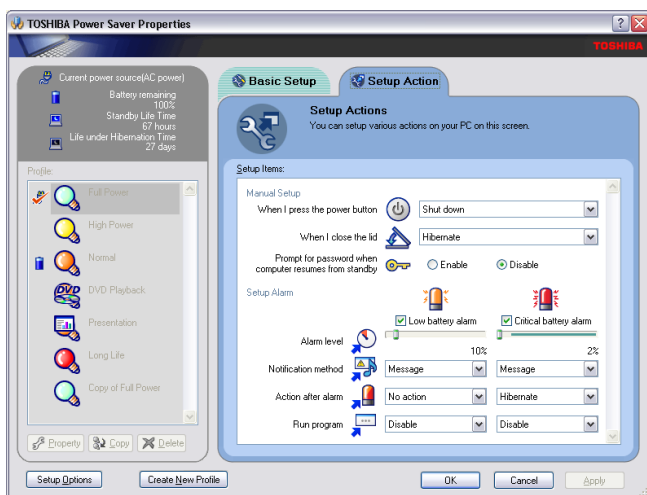 TOSHIBA Power Saver Properties
TOSHIBA
Current power source(AC power)
Battery remaining
100%
Standby Life Time
67 hours
Life under Hibernation Time
27 days
Profile:
Full Power
High Power
Normal
DVD
DVD Playback
Presentation
Long Life
Copy of Full Power
Property
Copy
Delete
Setup Options
Create New Profile
Basic Setup
Setup Action
Setup Actions
You can setup various actions on your PC on this screen.
Setup Items:
Manual Setup
When I press the power button
Shut down
When I close the lid
Hibernate
Prompt for password when
computer resumes from standby
Enable
Disable
Setup Alarm
Low battery alarm
Critical battery alarm
Alarm level
10%
2%
Notification method
Message
Message
Action after alarm
No action
Hibernate
Run program
Disable
Disable
OK
Cancel
Apply